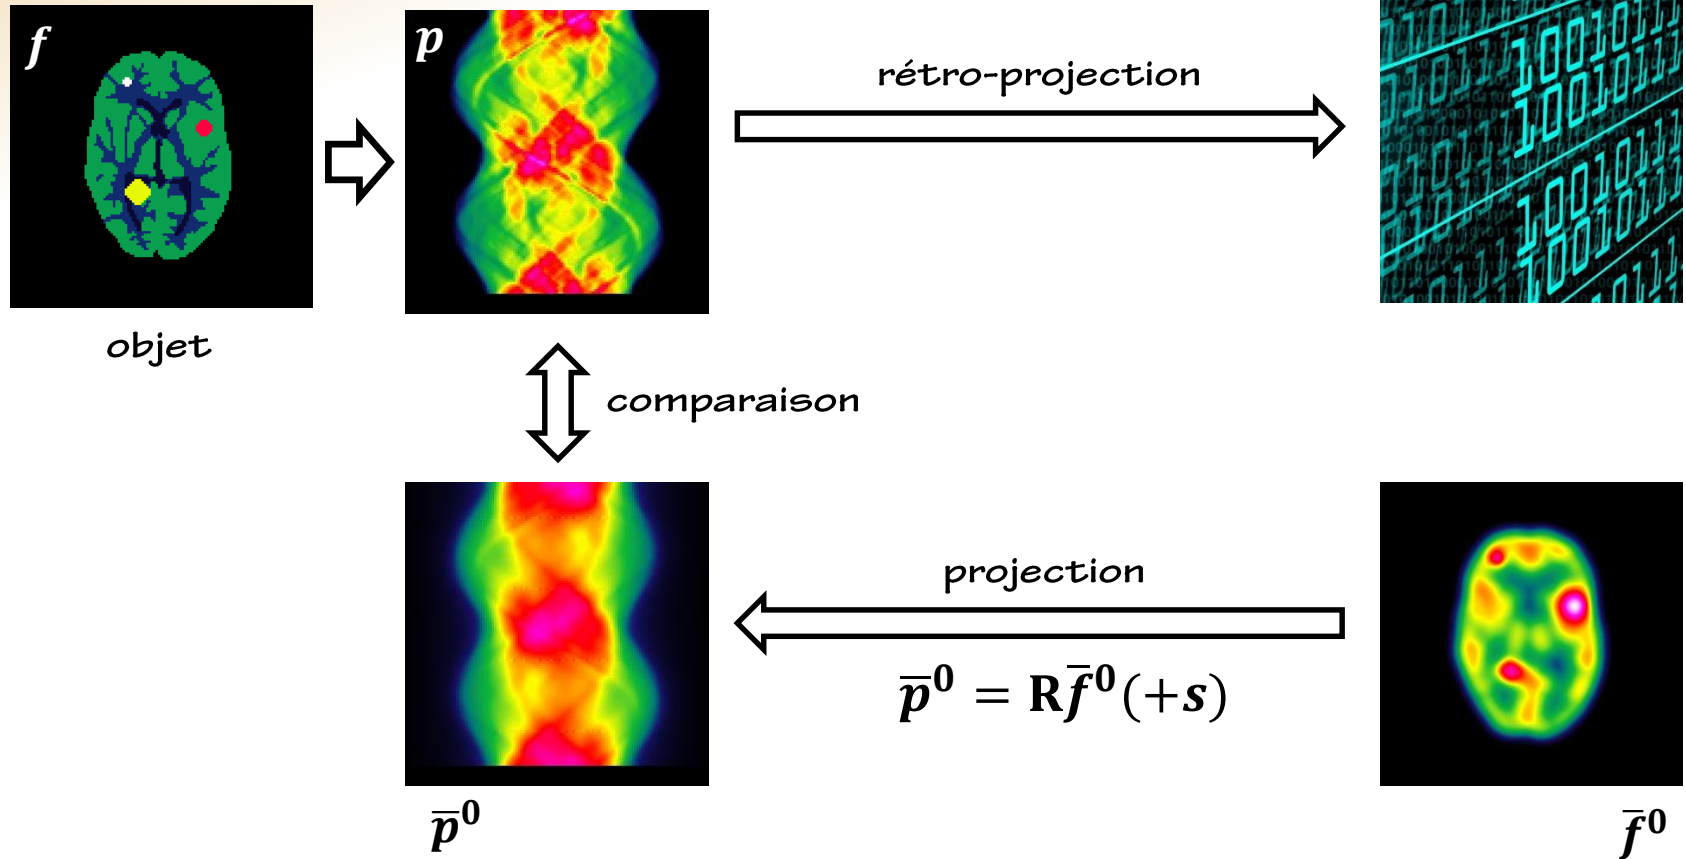 f
p
rétro-projection
objet
comparaison
projection
p̅⁰ = Rf̅⁰(+s)
p̅⁰
f̅⁰